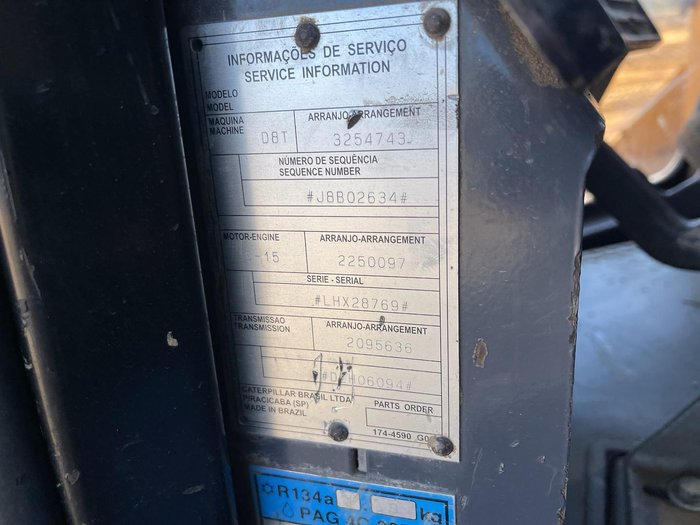 INFORMAÇÕES DE SERVIÇO
SERVICE INFORMATION
MODELO
MODEL
MAQUINA ARRANJO-ARRANGEMENT
MACHINE D8T 3254743
NÚMERO DE SEQUÊNCIA
SEQUENCE NUMBER
#J8B02634#
MOTOR-ENGINE ARRANJO-ARRANGEMENT
-15 2250097
SERIE - SERIAL
#LHX28769#
TRANSMISSAO ARRANJO-ARRANGEMENT
TRANSMISSION 2095636
CATERPILLAR BRASIL LTDA
PIRACICABA (SP) PARTS ORDER
MADE IN BRAZIL
174-4590
R134a kg
PAG